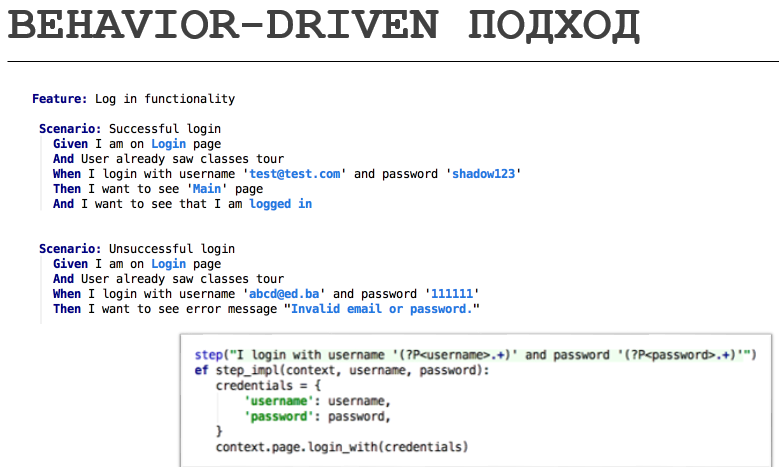 BEHAVIOR-DRIVEN ПОДХОД
Feature: Log in functionality
Scenario: Successful login
Given I am on Login page
And User already saw classes tour
When I login with username 'test@test.com' and password 'shadow123'
Then I want to see 'Main' page
And I want to see that I am logged in
Scenario: Unsuccessful login
Given I am on Login page
And User already saw classes tour
When I login with username 'abcd@ed.ba' and password '111111'
Then I want to see error message "Invalid email or password."
step("I login with username '(?P<username>.+)' and password '(?P<password>.+)'")
ef step_impl(context, username, password):
credentials = {
'username': username,
'password': password,
}
context.page.login_with(credentials)